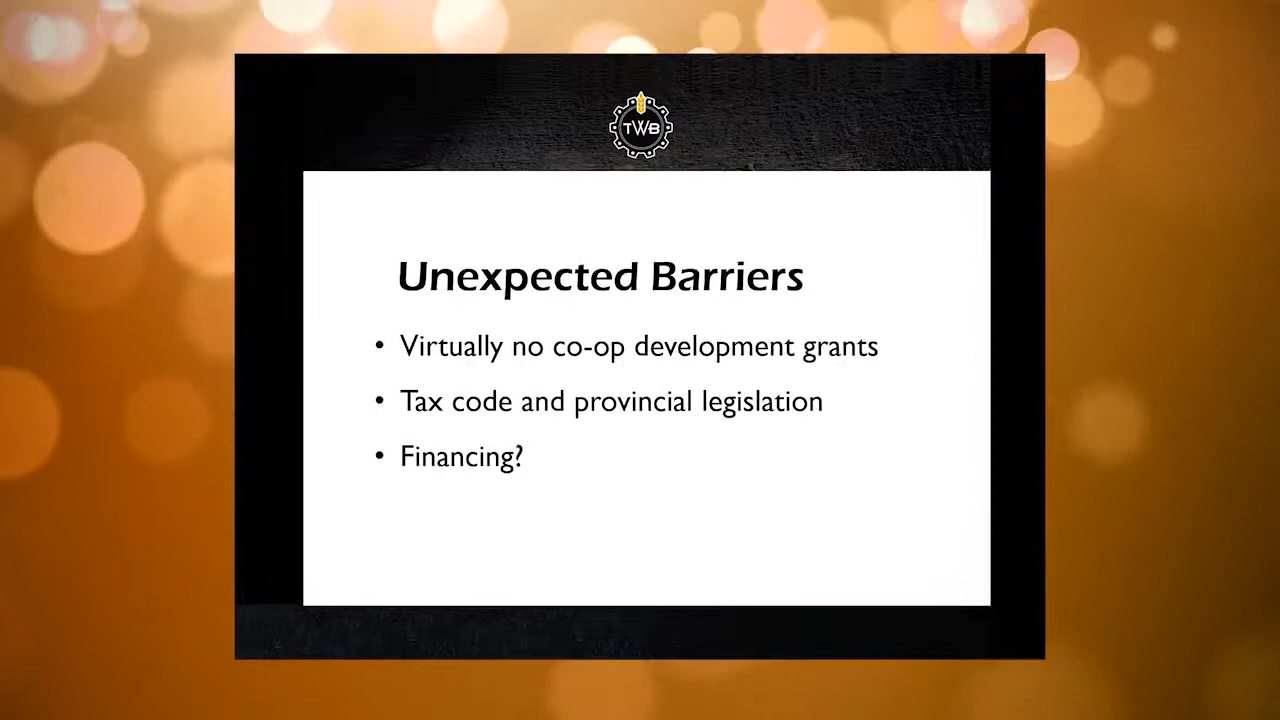 TWB
Unexpected Barriers
• Virtually no co-op development grants
• Tax code and provincial legislation
• Financing?